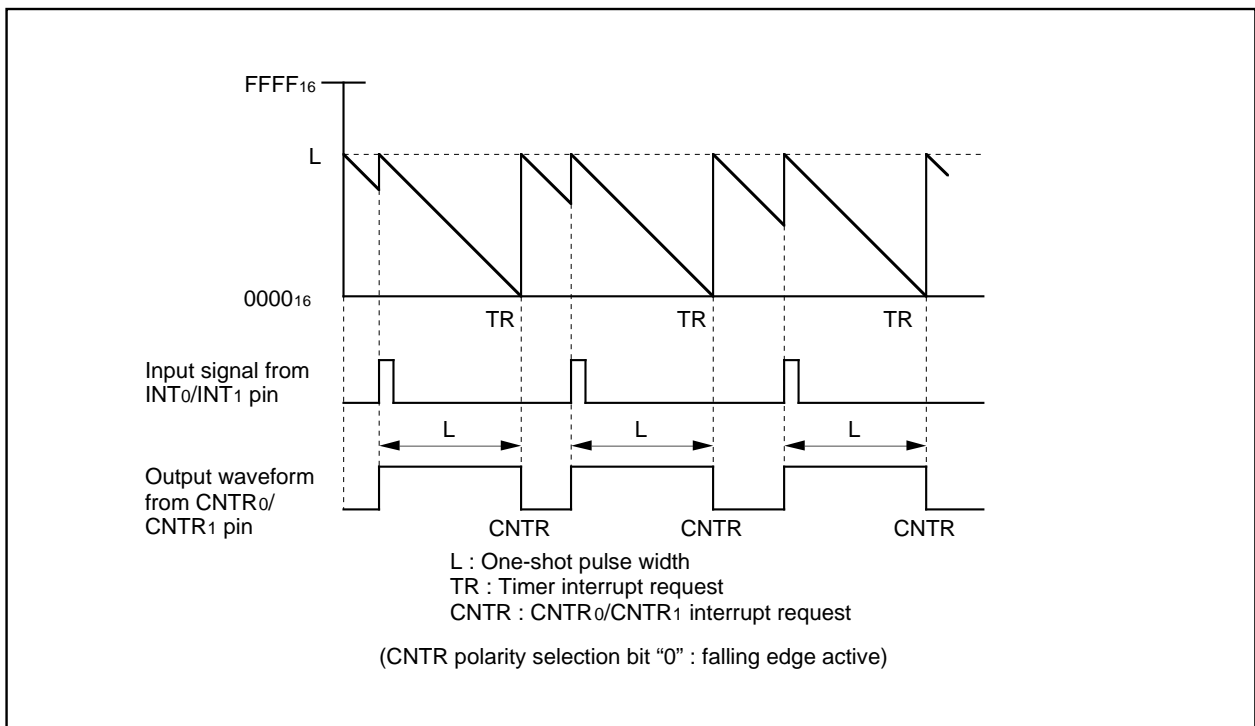 FFFF16
L
000016
TR TR TR
Input signal from
INT0/INT1 pin
L L L
Output waveform
from CNTR0/
CNTR1 pin
CNTR CNTR CNTR
L : One-shot pulse width
TR : Timer interrupt request
CNTR : CNTR0/CNTR1 interrupt request
(CNTR polarity selection bit “0” : falling edge active)